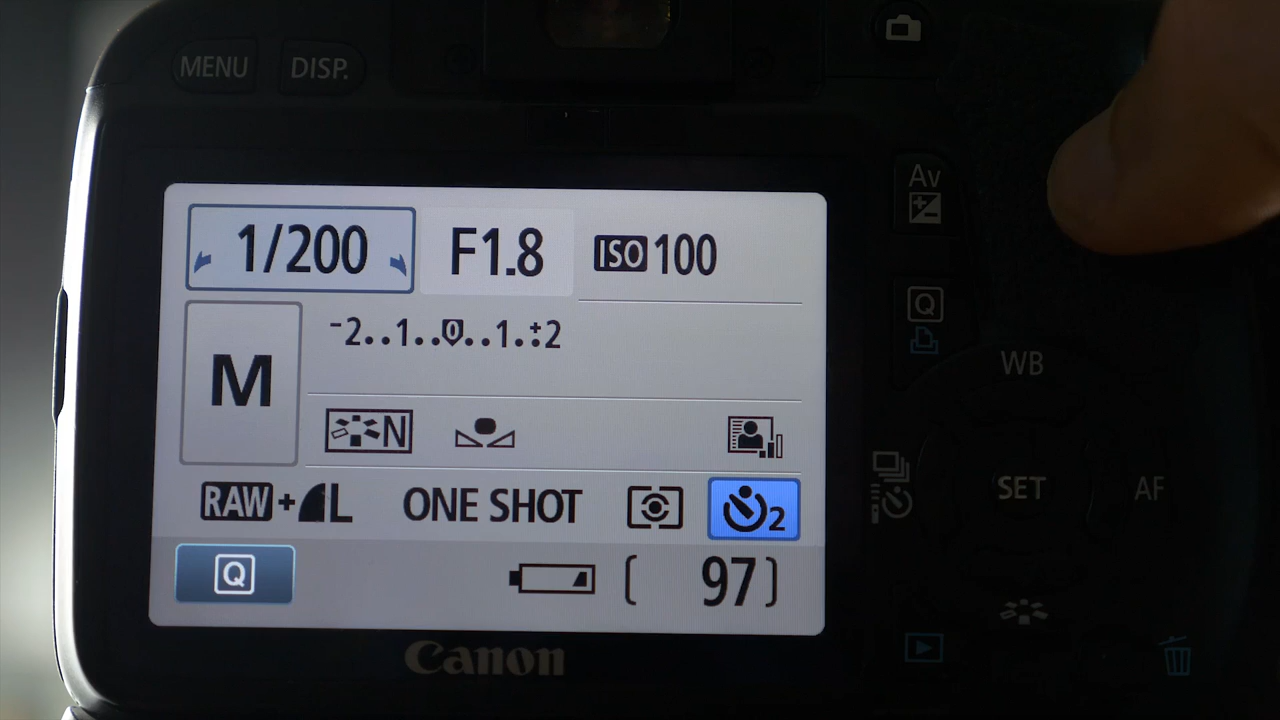 MENU DISP.
Av
1/200 F1.8 ISO 100
Q
-2..1..0..1..+2
WB
M
N
SET AF
RAW+L ONE SHOT 2
Q [ 97]
Canon